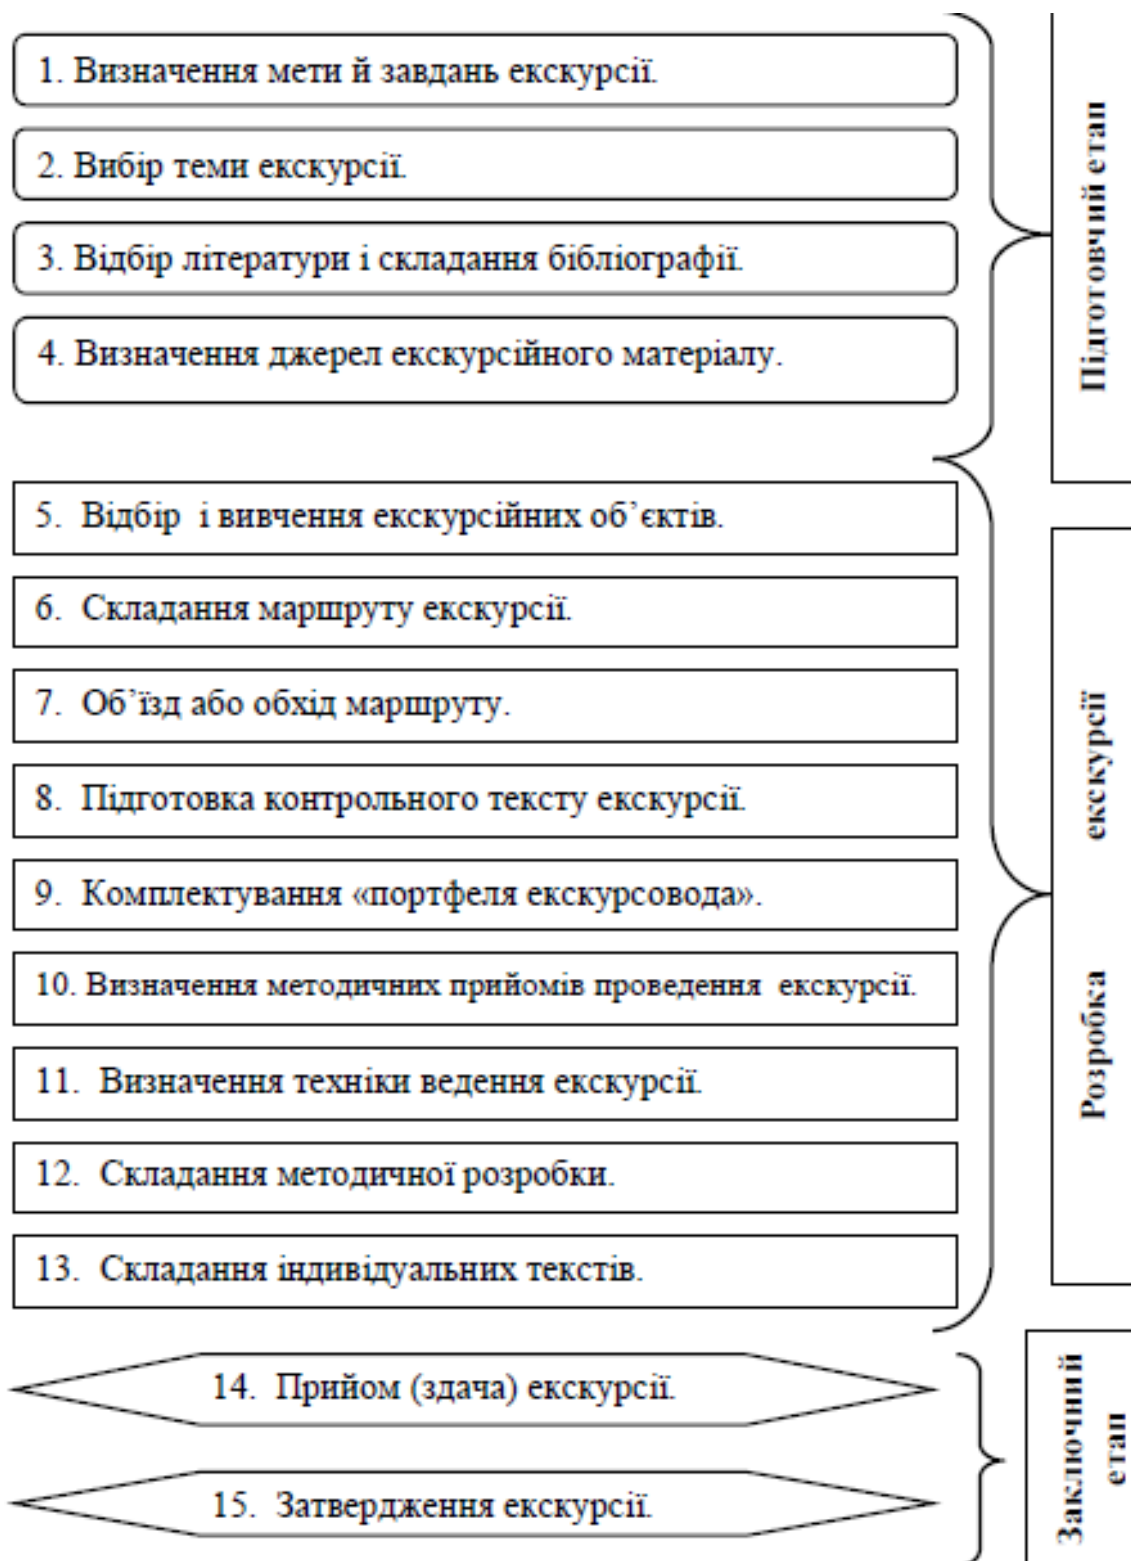 1. Визначення мети й завдань екскурсії.
2. Вибір теми екскурсії.
3. Відбір літератури і складання бібліографії.
4. Визначення джерел екскурсійного матеріалу.
Підготовчий етап
5. Відбір і вивчення екскурсійних об’єктів.
6. Складання маршруту екскурсії.
7. Об’їзд або обхід маршруту.
8. Підготовка контрольного тексту екскурсії.
9. Комплектування «портфеля екскурсовода».
10. Визначення методичних прийомів проведення екскурсії.
11. Визначення техніки ведення екскурсії.
12. Складання методичної розробки.
13. Складання індивідуальних текстів.
Розробка екскурсії
14. Прийом (здача) екскурсії.
15. Затвердження екскурсії.
Заключний
етап